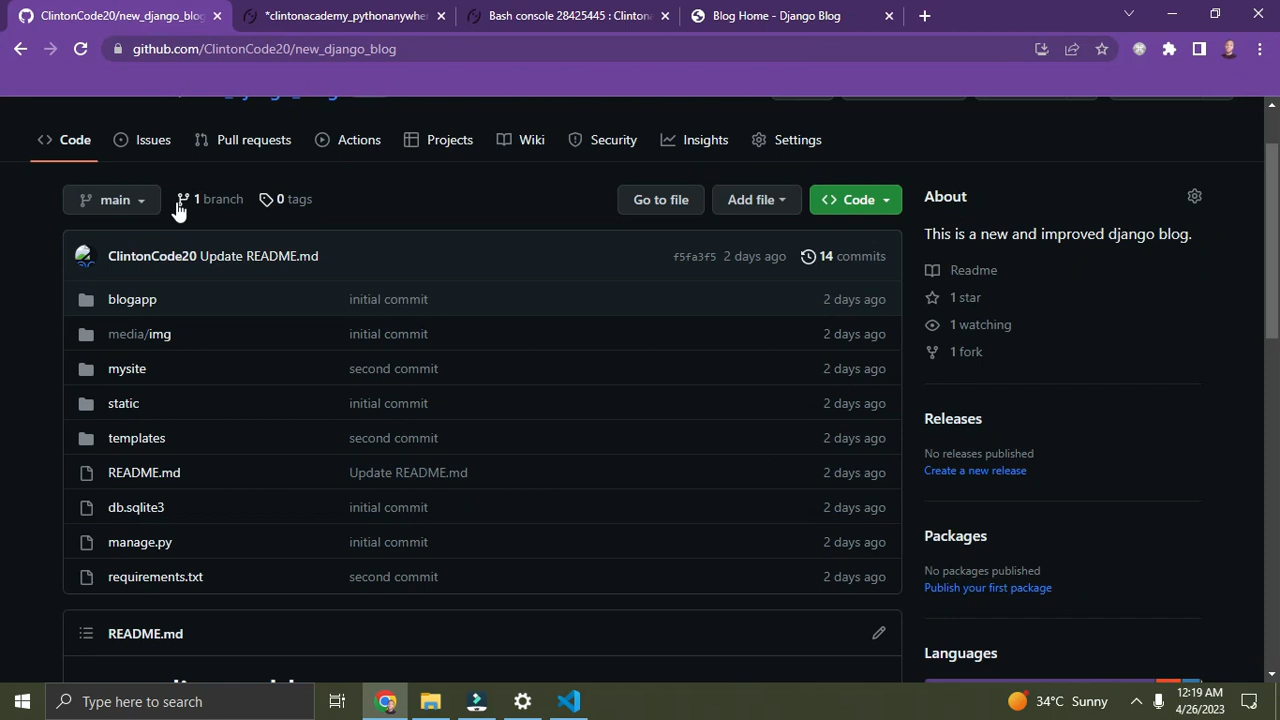 ClintonCode20/new_django_blog
*clintonacademy_pythonanywhe
Bash console 28425445 : Clinton
Blog Home - Django Blog
github.com/ClintonCode20/new_django_blog
Code
Issues
Pull requests
Actions
Projects
Wiki
Security
Insights
Settings
main
1 branch
0 tags
Go to file
Add file
Code
About
ClintonCode20 Update README.md
f5fa3f5 2 days ago
14 commits
This is a new and improved django blog.
blogapp
initial commit
2 days ago
Readme
media/img
initial commit
2 days ago
1 star
mysite
second commit
2 days ago
1 watching
static
initial commit
2 days ago
1 fork
templates
second commit
2 days ago
Releases
README.md
Update README.md
2 days ago
No releases published
Create a new release
db.sqlite3
initial commit
2 days ago
manage.py
initial commit
2 days ago
Packages
requirements.txt
second commit
2 days ago
No packages published
Publish your first package
README.md
Languages
Type here to search
34°C Sunny
12:19 AM
4/26/2023